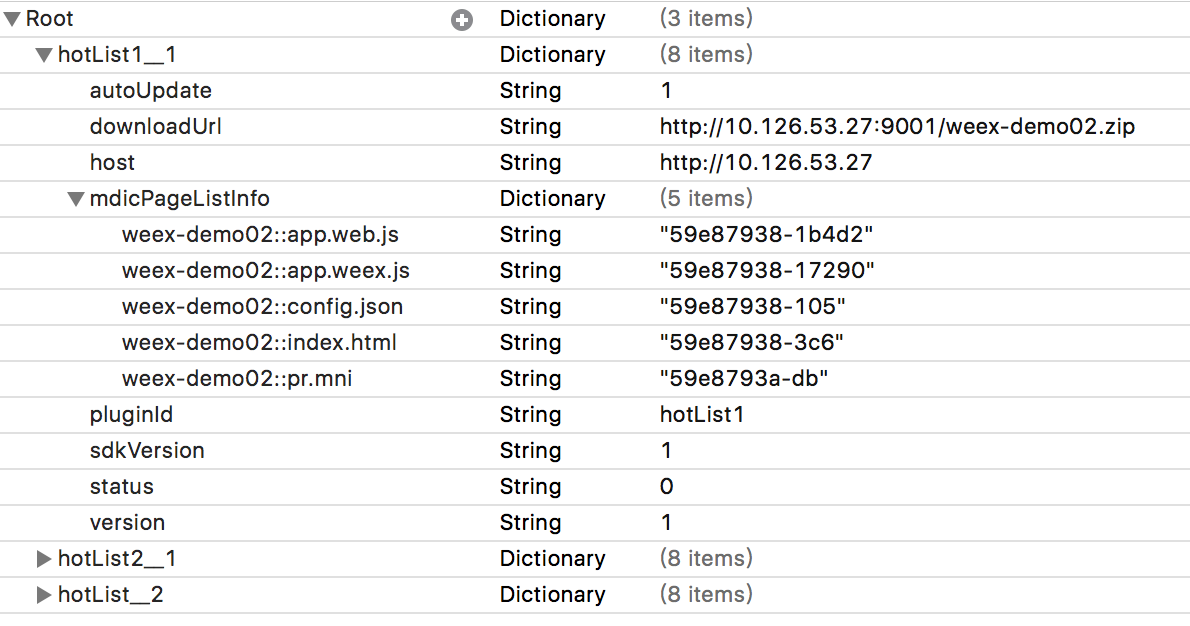 Root Dictionary (3 items)
hotList1__1 Dictionary (8 items)
autoUpdate String 1
downloadUrl String http://10.126.53.27:9001/weex-demo02.zip
host String http://10.126.53.27
mdicPageListInfo Dictionary (5 items)
weex-demo02::app.web.js String "59e87938-1b4d2"
weex-demo02::app.weex.js String "59e87938-17290"
weex-demo02::config.json String "59e87938-105"
weex-demo02::index.html String "59e87938-3c6"
weex-demo02::pr.mni String "59e8793a-db"
pluginId String hotList1
sdkVersion String 1
status String 0
version String 1
hotList2__1 Dictionary (8 items)
hotList__2 Dictionary (8 items)